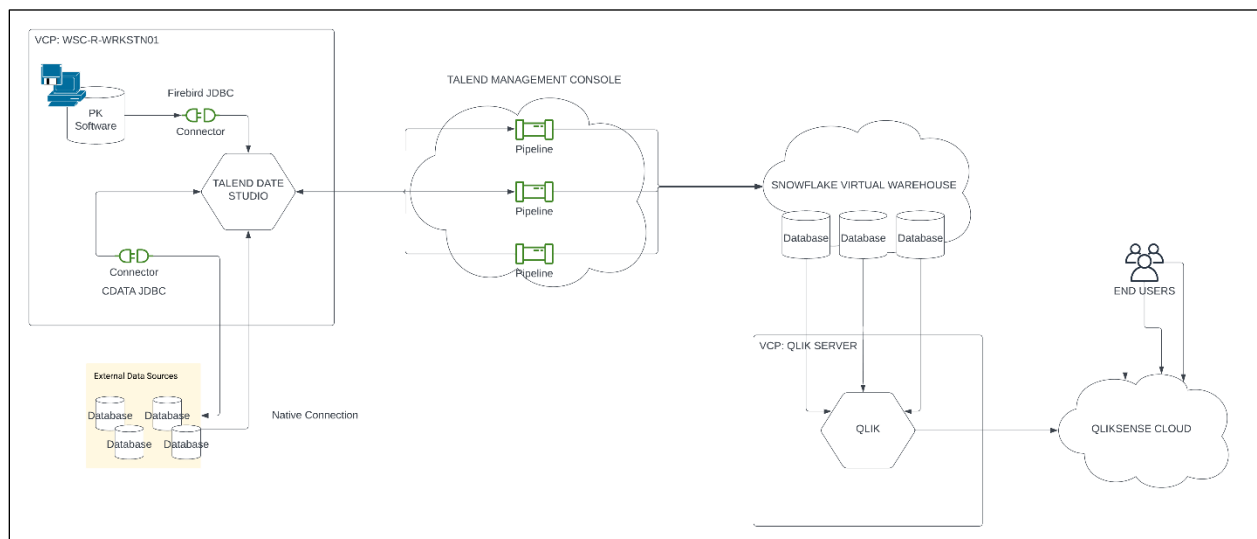 VCP: WSC-R-WRKSTN01
PK
Software
Firebird JDBC
Connector
TALEND DATE
STUDIO
Connector
CDATA JDBC
External Data Sources
Database
Database
Database
Database
Native Connection
TALEND MANAGEMENT CONSOLE
Pipeline
Pipeline
Pipeline
SNOWFLAKE VIRTUAL WAREHOUSE
Database
Database
Database
VCP: QLIK SERVER
QLIK
END USERS
QLIKSENSE CLOUD